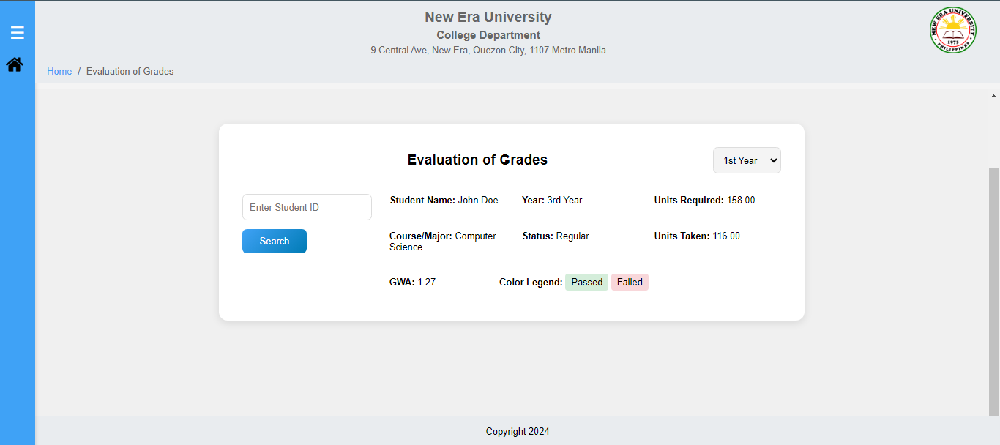 New Era University
College Department
9 Central Ave, New Era, Quezon City, 1107 Metro Manila
NEW ERA UNIVERSITY
1975
PHILIPPINES
Home / Evaluation of Grades
Evaluation of Grades
1st Year
Enter Student ID
Search
Student Name: John Doe
Year: 3rd Year
Units Required: 158.00
Course/Major: Computer
Science
Status: Regular
Units Taken: 116.00
GWA: 1.27
Color Legend: Passed Failed
Copyright 2024